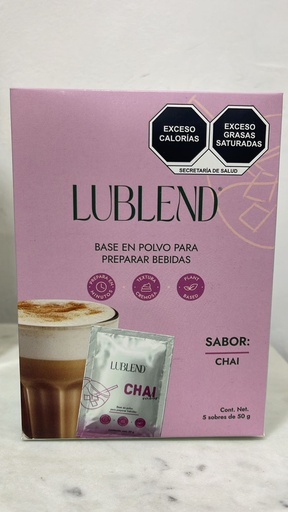 EXCESO
CALORÍAS
EXCESO
GRASAS
SATURADAS
SECRETARÍA DE SALUD
LUBLEND®
BASE EN POLVO PARA
PREPARAR BEBIDAS
MINUTOS
TEXTURA
CREMOSA
PLANT
BASED
SABOR:
CHAI
LUBLEND
CHAI
Cont. Net.
5 sobres de 50 g